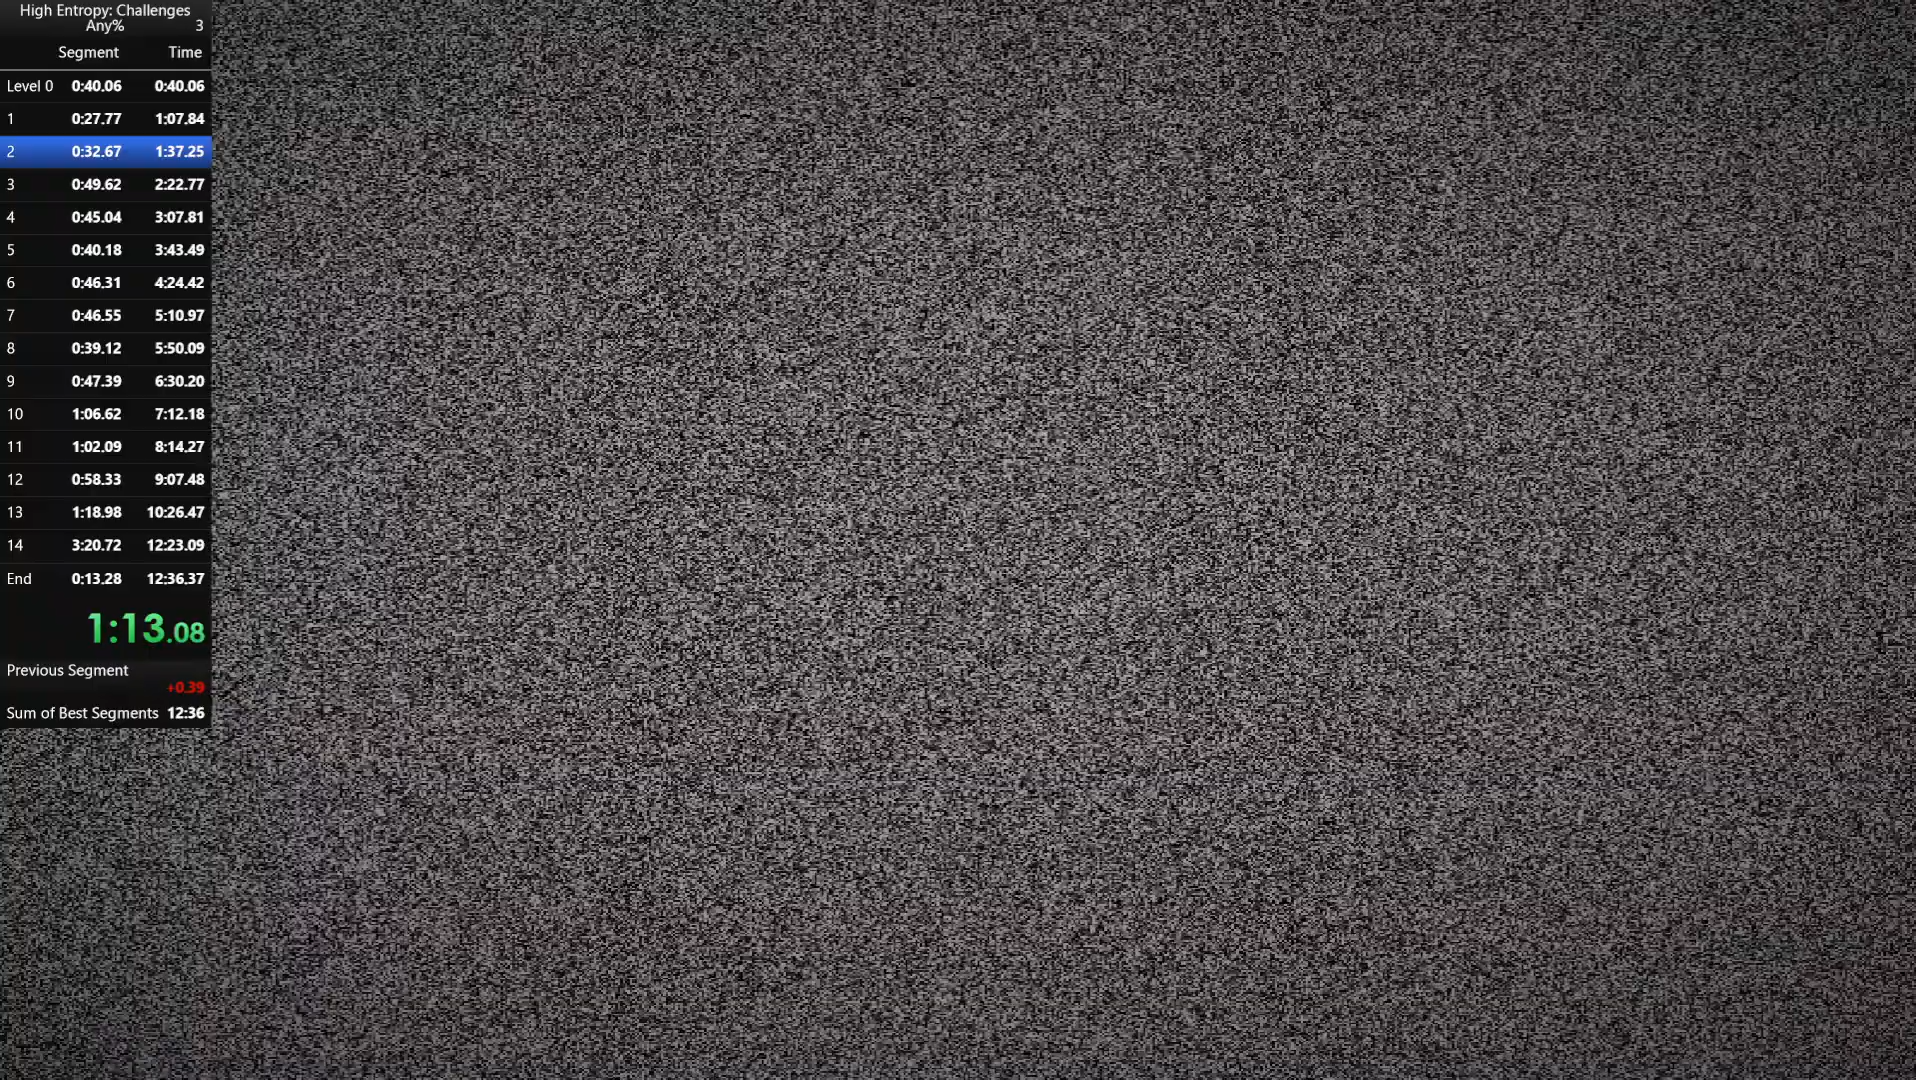 High Entropy: Challenges
Any% 3
Segment Time
Level 0 0:40.06 0:40.06
1 0:27.77 1:07.84
2 0:32.67 1:37.25
3 0:49.62 2:22.77
4 0:45.04 3:07.81
5 0:40.18 3:43.49
6 0:46.31 4:24.42
7 0:46.55 5:10.97
8 0:39.12 5:50.09
9 0:47.39 6:30.20
10 1:06.62 7:12.18
11 1:02.09 8:14.27
12 0:58.33 9:07.48
13 1:18.98 10:26.47
14 3:20.72 12:23.09
End 0:13.28 12:36.37
1:13.08
Previous Segment
+0.39
Sum of Best Segments 12:36